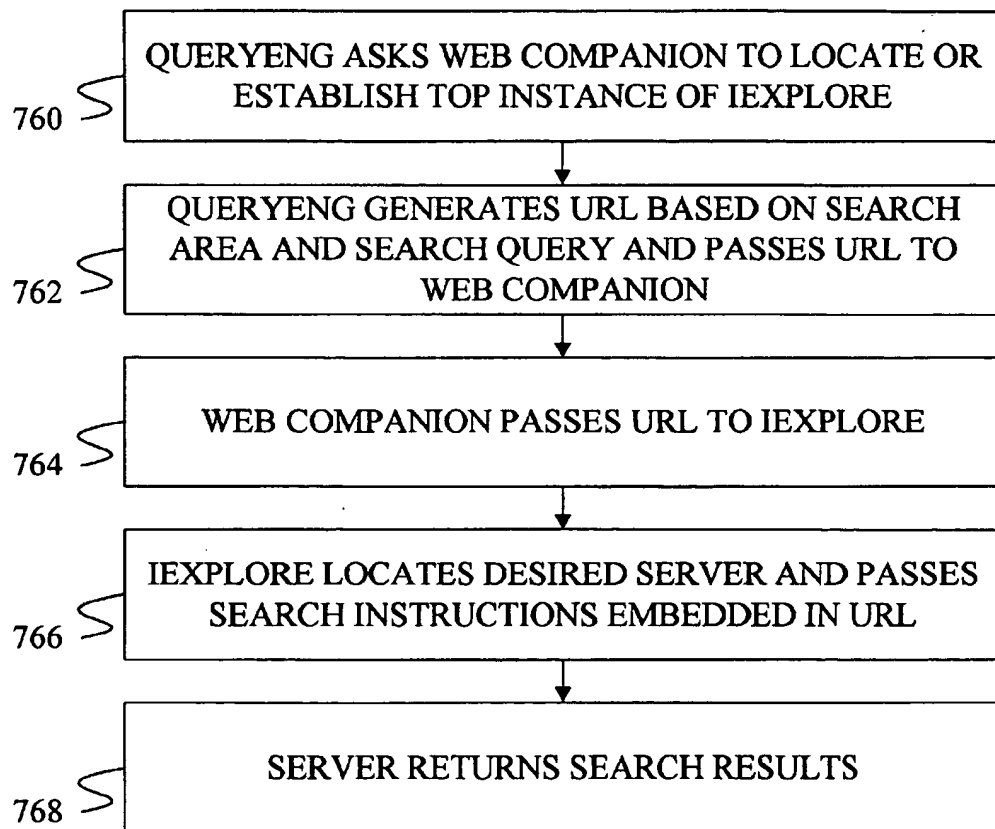 QUERYENG ASKS WEB COMPANION TO LOCATE OR
ESTABLISH TOP INSTANCE OF IEXPLORE
760
QUERYENG GENERATES URL BASED ON SEARCH
AREA AND SEARCH QUERY AND PASSES URL TO
WEB COMPANION
762
WEB COMPANION PASSES URL TO IEXPLORE
764
IEXPLORE LOCATES DESIRED SERVER AND PASSES
SEARCH INSTRUCTIONS EMBEDDED IN URL
766
SERVER RETURNS SEARCH RESULTS
768